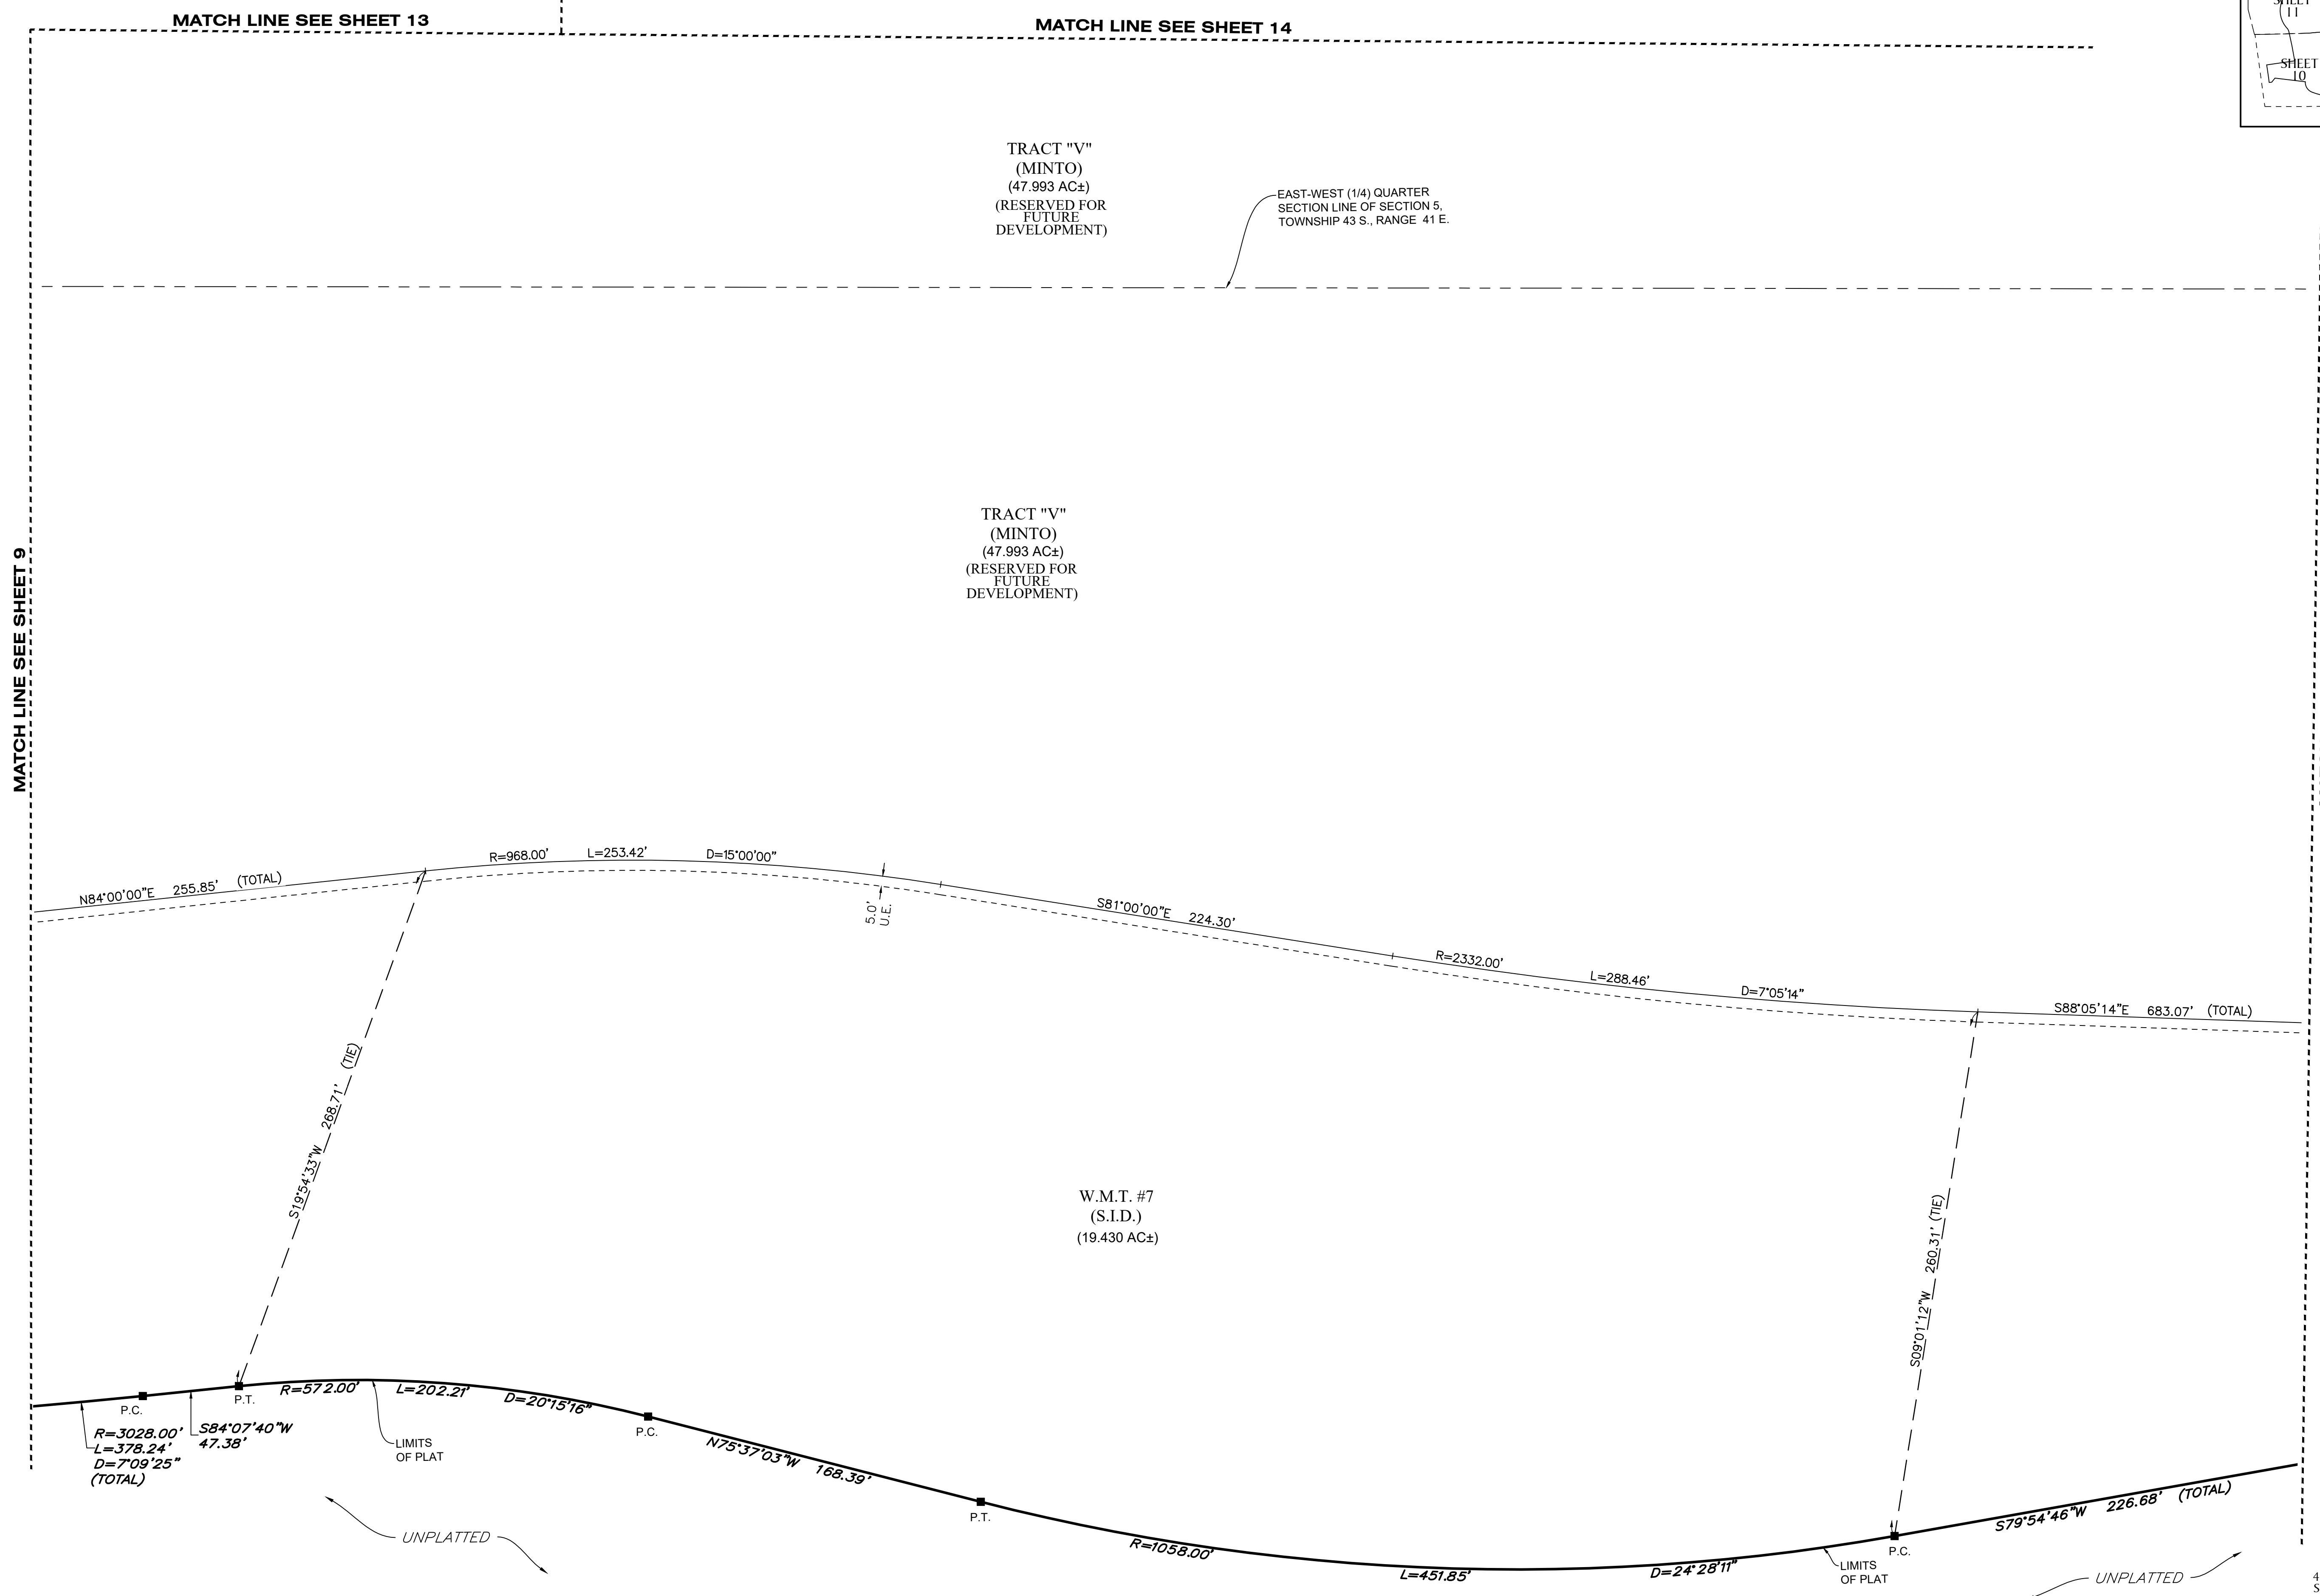 MATCH LINE SEE SHEET 13
MATCH LINE SEE SHEET 14
SHEET
11
SHEET
10
TRACT "V"
(MINTO)
(47.993 AC±)
(RESERVED FOR
FUTURE
DEVELOPMENT)
EAST-WEST (1/4) QUARTER
SECTION LINE OF SECTION 5,
TOWNSHIP 43 S., RANGE 41 E.
MATCH LINE SEE SHEET 9
TRACT "V"
(MINTO)
(47.993 AC±)
(RESERVED FOR
FUTURE
DEVELOPMENT)
N84°00'00"E 255.85' (TOTAL)
R=968.00' L=253.42' D=15°00'00"
5.0'
U.E.
S81°00'00"E 224.30'
R=2332.00' L=288.46' D=7°05'14"
S88°05'14"E 683.07' (TOTAL)
S19°54'33"W 268.71' (TIE)
W.M.T. #7
(S.I.D.)
(19.430 AC±)
S09°01'12"W 260.31' (TIE)
P.C.
P.T.
R=572.00' L=202.21' D=20°15'16"
P.C.
R=3028.00'
L=378.24'
D=7°09'25"
(TOTAL)
S84°07'40"W
47.38'
LIMITS
OF PLAT
N75°37'03"W 168.39'
P.T.
R=1058.00' L=451.85' D=24°28'11"
P.C.
S79°54'46"W 226.68' (TOTAL)
LIMITS
OF PLAT
UNPLATTED
UNPLATTED